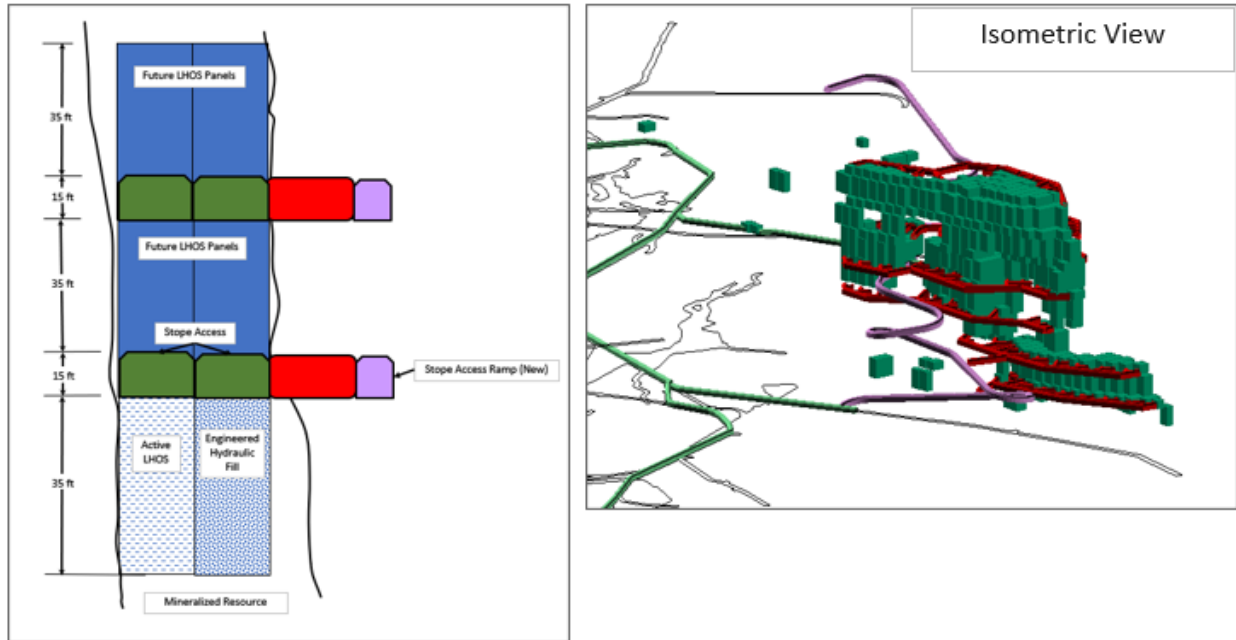 Future LHOS Panels
35 ft
15 ft
Future LHOS Panels
35 ft
Stope Access
15 ft
Stope Access Ramp (New)
Active
LHOS
Engineered
Hydraulic
Fill
35 ft
Mineralized Resource
Isometric View